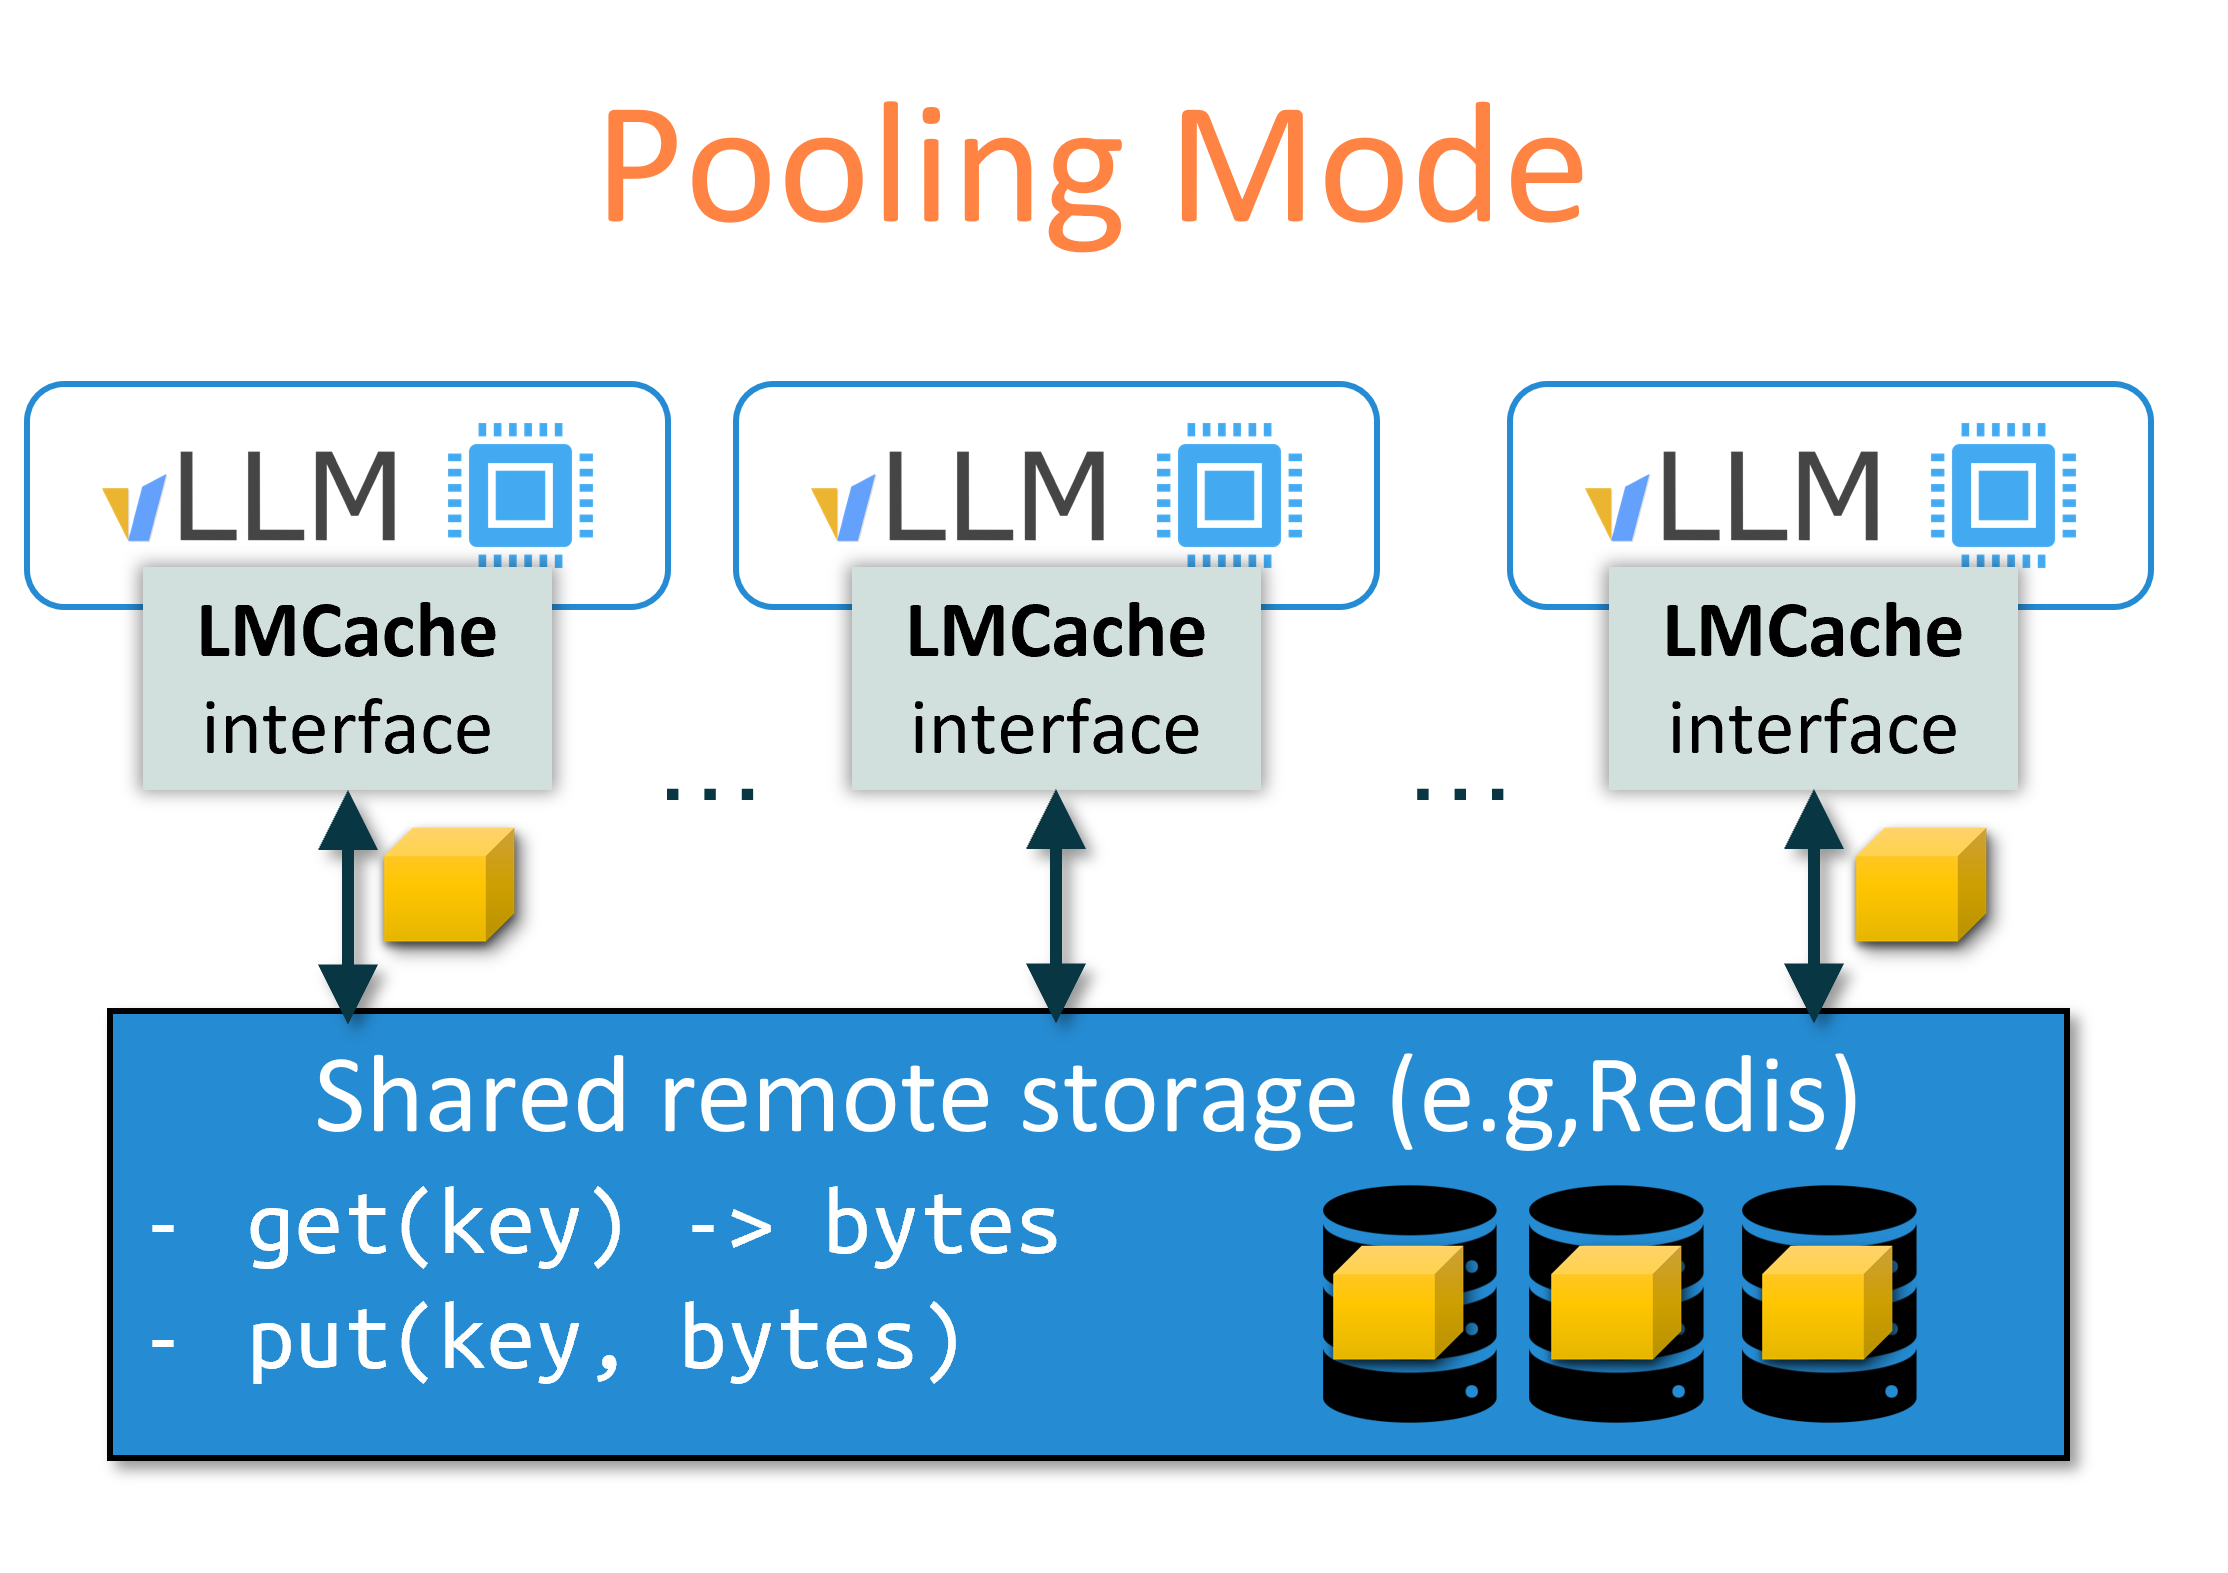 Pooling Mode
vLLM
vLLM
vLLM
LMCache
interface
LMCache
interface
LMCache
interface
...
...
Shared remote storage (e.g,Redis)
- get(key) -> bytes
- put(key, bytes)